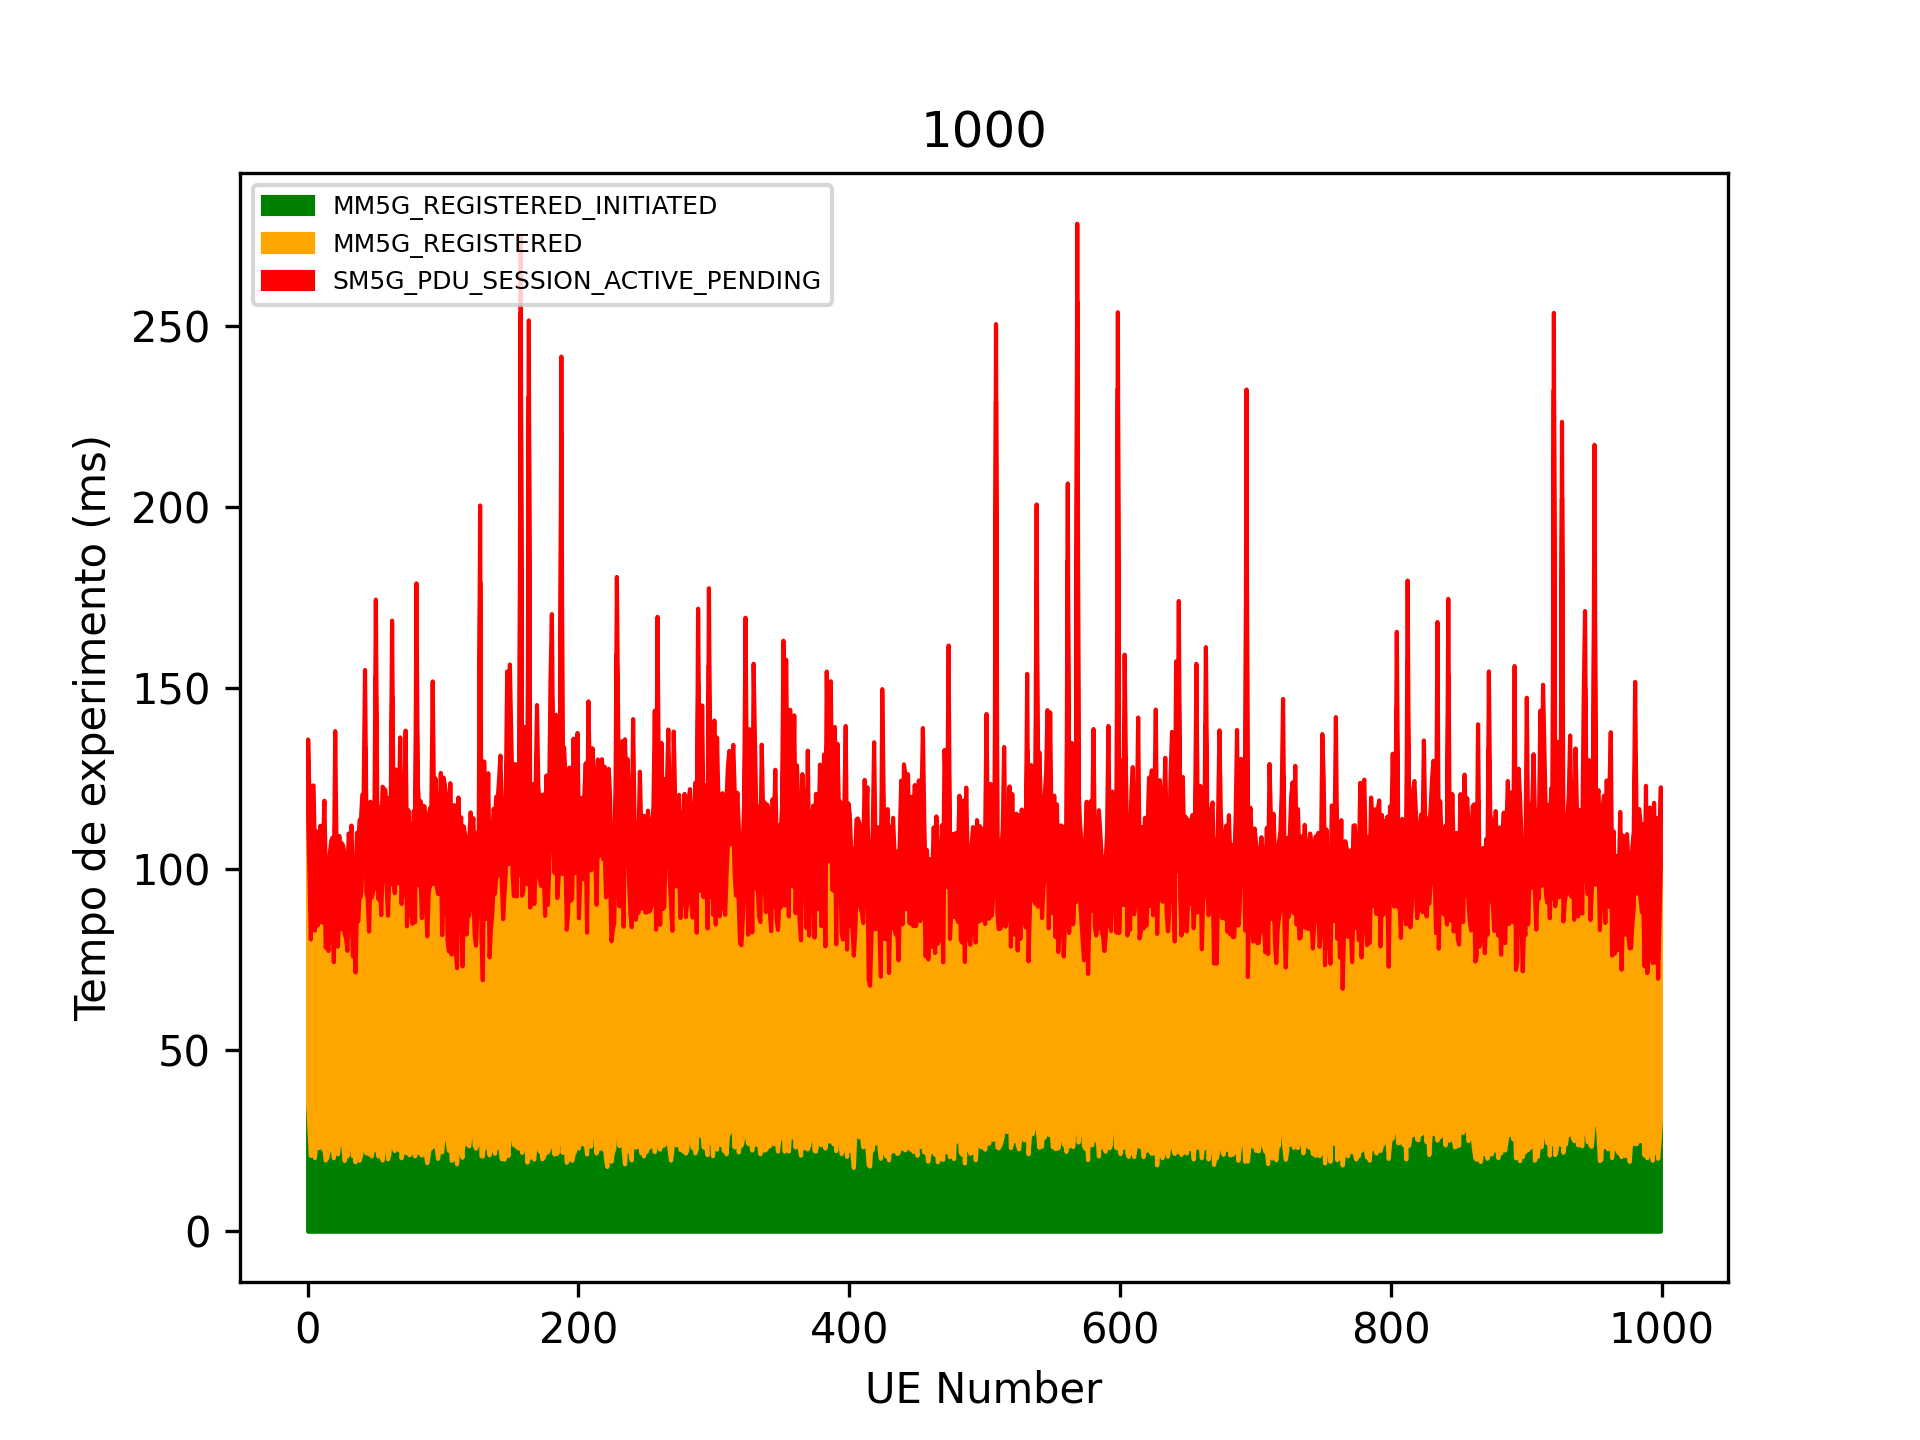 1000
MM5G_REGISTERED_INITIATED
MM5G_REGISTERED
SM5G_PDU_SESSION_ACTIVE_PENDING
Tempo de experimento (ms)
250
200
150
100
50
0
0 200 400 600 800 1000
UE Number